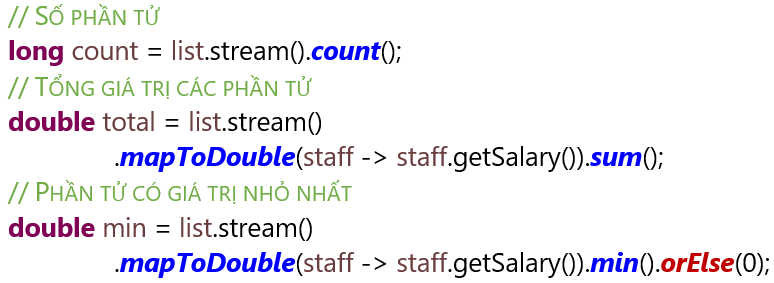 // Số phần tử
long count = list.stream().count();
// Tổng giá trị các phần tử
double total = list.stream()
.mapToDouble(staff -> staff.getSalary()).sum();
// Phần tử có giá trị nhỏ nhất
double min = list.stream()
.mapToDouble(staff -> staff.getSalary()).min().orElse(0);